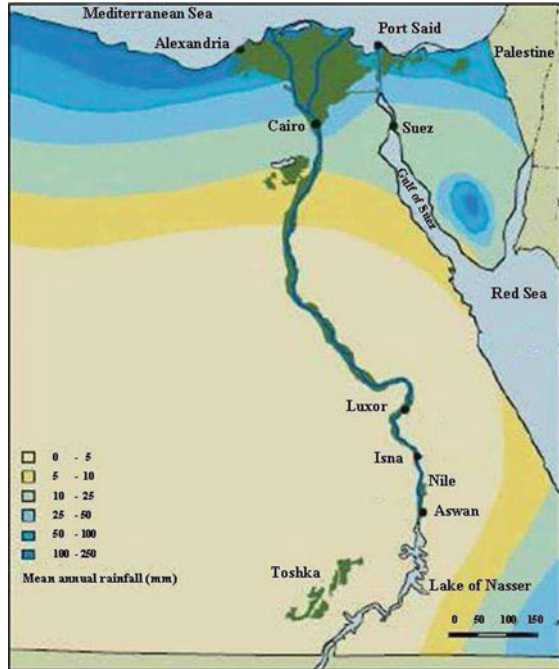 Mediterranean Sea
Port Said
Alexandria
Palestine
Cairo
Suez
Gulf of Suez
Red Sea
Luxor
Isna
Nile
Aswan
Toshka
Lake of Nasser
0 - 5
5 - 10
10 - 25
25 - 50
50 - 100
100 - 250
Mean annual rainfall (mm)
0 50 100 150